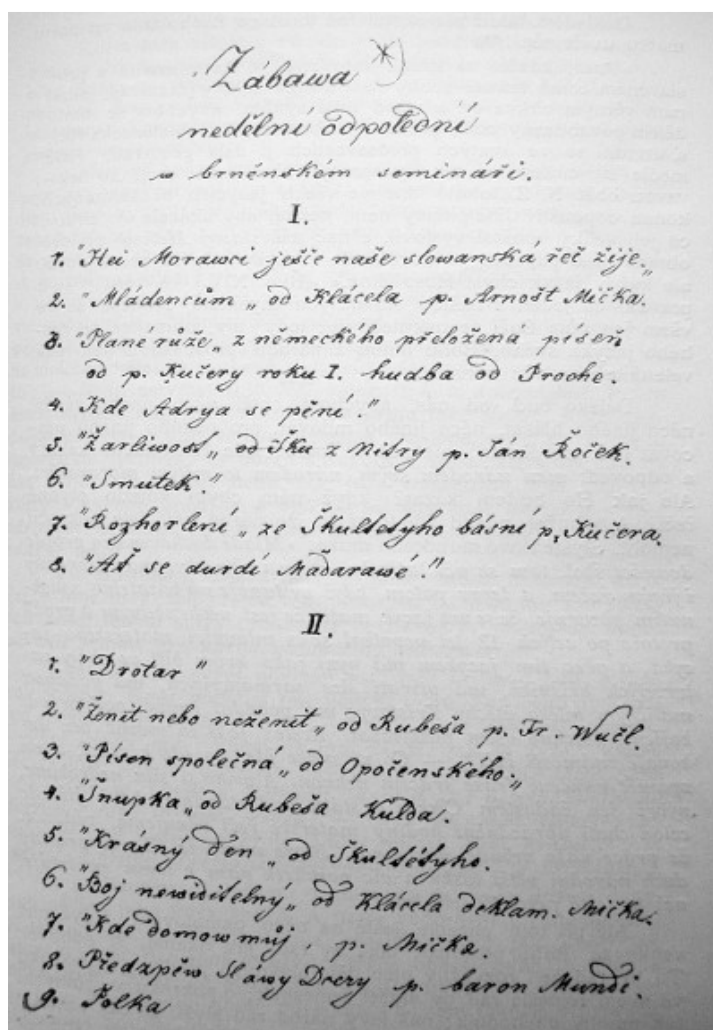 Zábawa *)
nedělní odpolední
w brněnském semináři.
I.
1. "Hei Morawci ješče naše slowanská řeč žije„
2. "Mládencům„ od Klácela p. Arnošt Mička.
3. "Plané růže„ z německého přeložená píseň
od p. Kučery roku I. hudba od Proche.
4. Kde Adrya se pění!"
5. "Žarliwost„ od Šku z Nitry p. Ján Roček.
6. "Smutek"
7. "Rozhorlení„ ze Škultetyho básní p. Kučera.
8. "Ať se durdí Maďarawé!"
II.
1. "Drotar"
2. "Ženit nebo neženit„ od Rubeša p. Fr. Wučl.
3. "Píseň společná„ od Opočenského„
4. "Šnupka„ od Rubeša Kulda.
5. "Krásný den„ od Škultétyho.
6. "Boj newiditelný„ od Klácela deklam. Mička.
7. "Kde domow můj, p. Mička.
8. Předzpěw Sláwy Dcery p. baron Mundi.
9. Polka